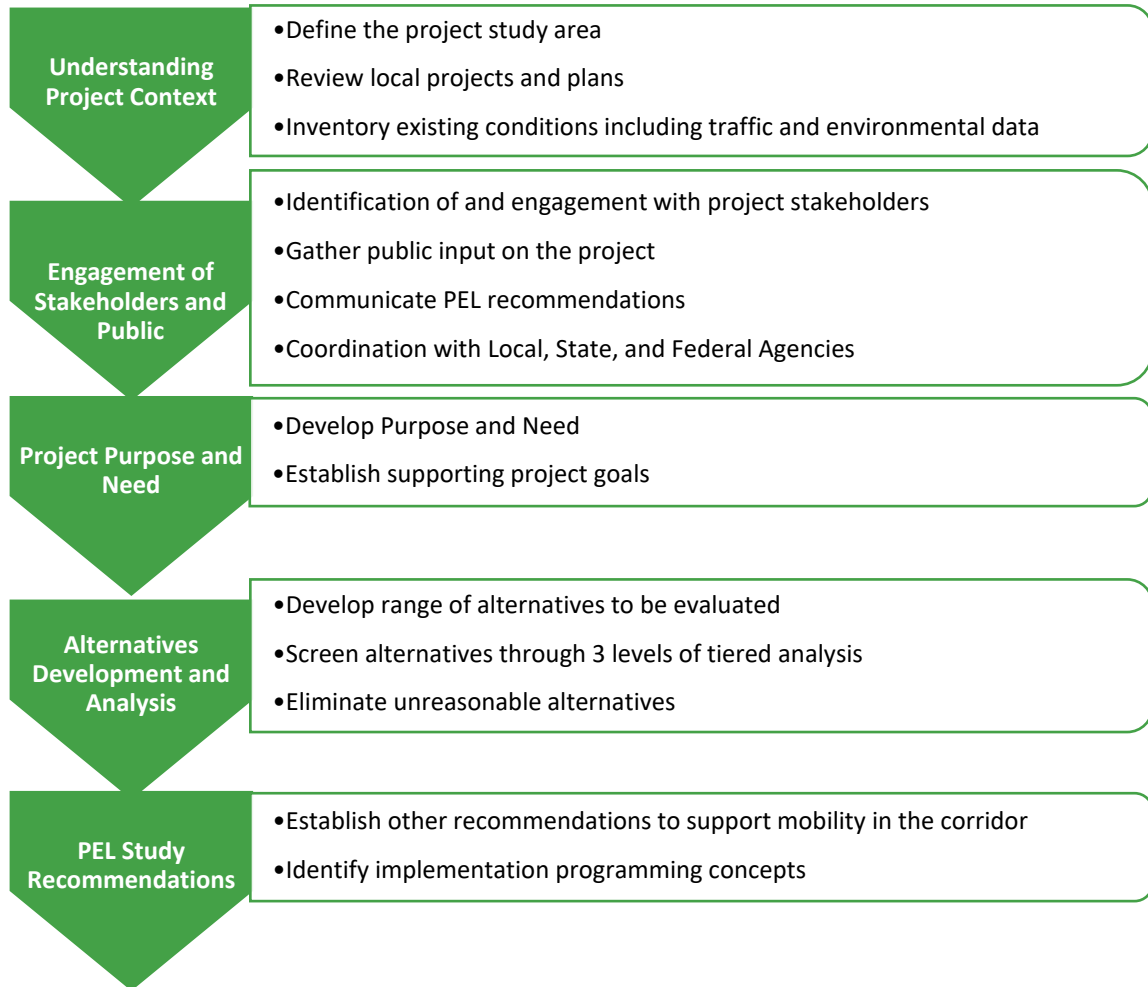 Understanding
Project Context
•Define the project study area
•Review local projects and plans
•Inventory existing conditions including traffic and environmental data
Engagement of
Stakeholders and
Public
•Identification of and engagement with project stakeholders
•Gather public input on the project
•Communicate PEL recommendations
•Coordination with Local, State, and Federal Agencies
Project Purpose and
Need
•Develop Purpose and Need
•Establish supporting project goals
Alternatives
Development and
Analysis
•Develop range of alternatives to be evaluated
•Screen alternatives through 3 levels of tiered analysis
•Eliminate unreasonable alternatives
PEL Study
Recommendations
•Establish other recommendations to support mobility in the corridor
•Identify implementation programming concepts